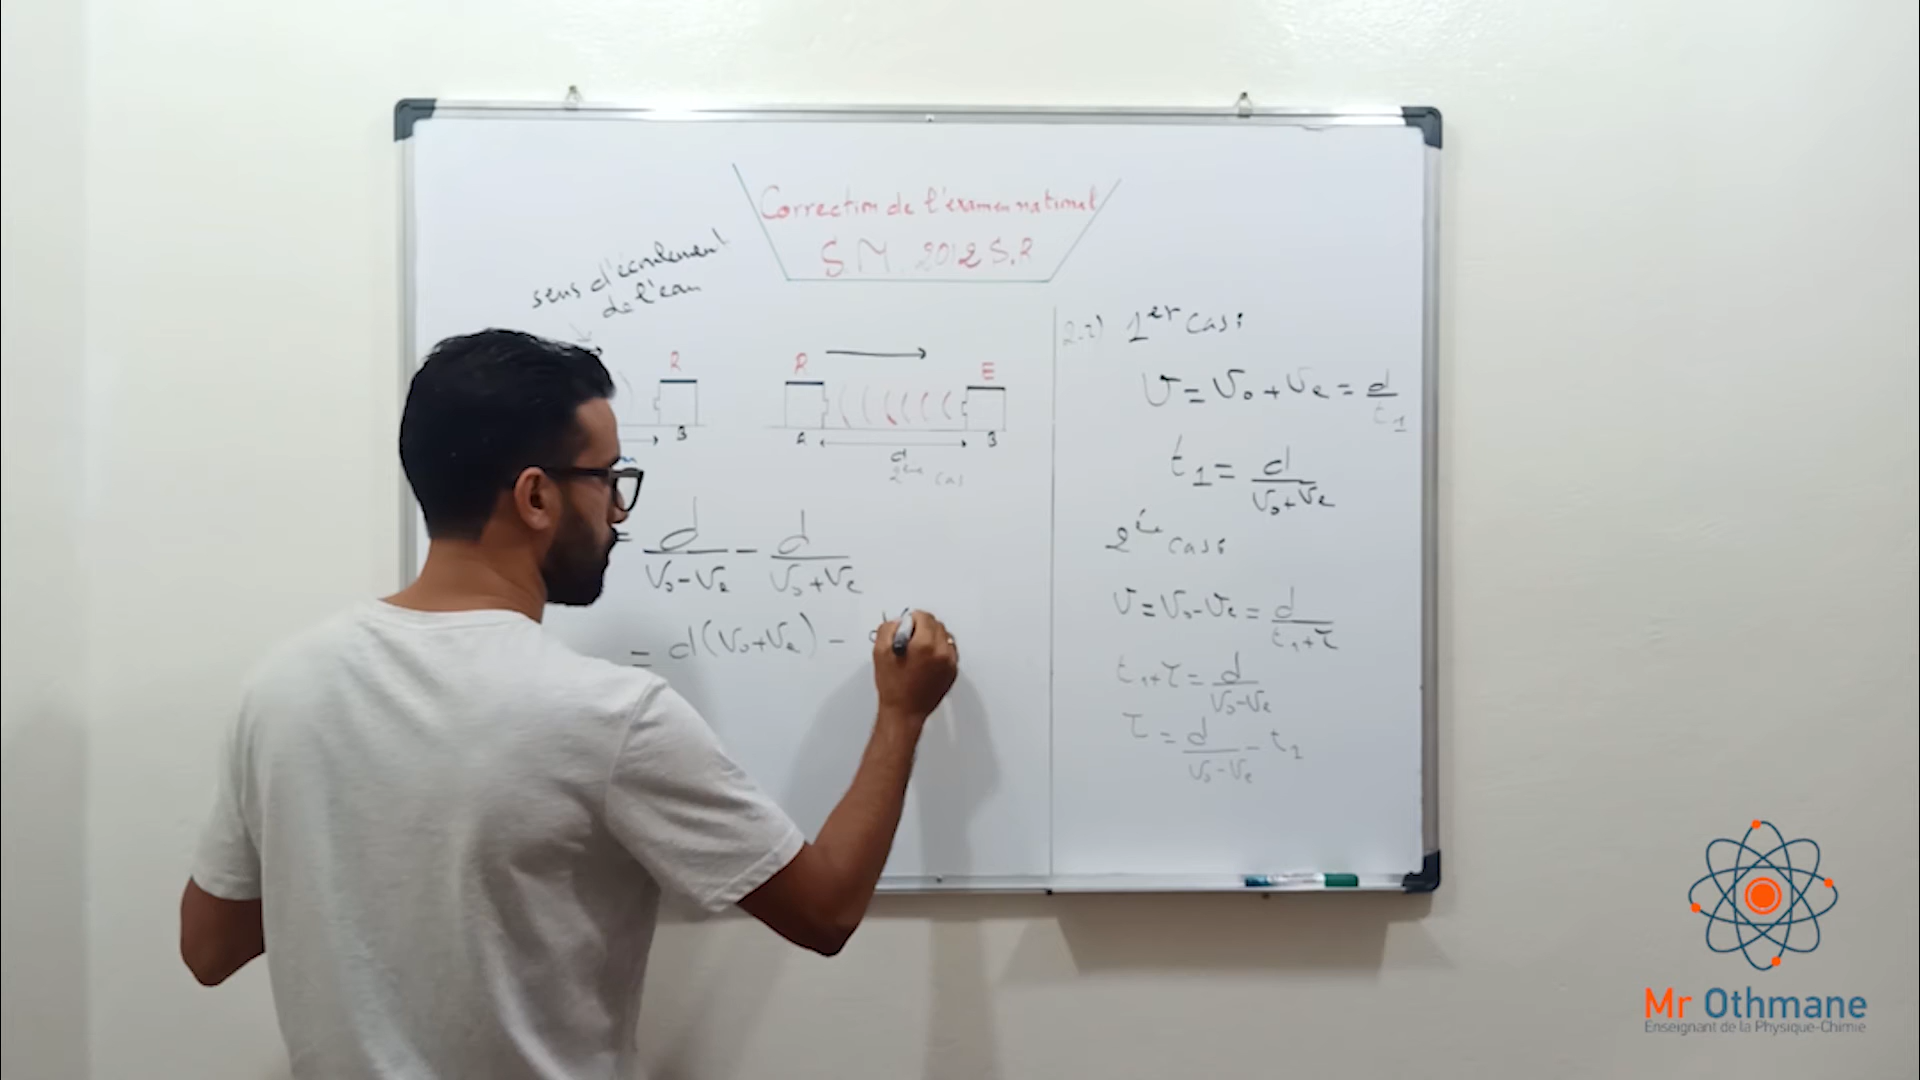 Correction de l'examen national
S.M 2012 S.R
sens d'écoulement
de l'eau
R
B
R
E
A
d
B
2ème cas
= d/(V₀-Vₑ) - d/(V₀+Vₑ)
= d(V₀+Vₑ) -
2.2) 1er cas:
V = V₀+Vₑ = d/t₁
t₁ = d/(V₀+Vₑ)
2ème cas:
V = V₀-Vₑ = d/(t₁+τ)
t₁+τ = d/(V₀-Vₑ)
τ = d/(V₀-Vₑ) - t₁
Mr Othmane
Enseignant de la Physique-Chimie